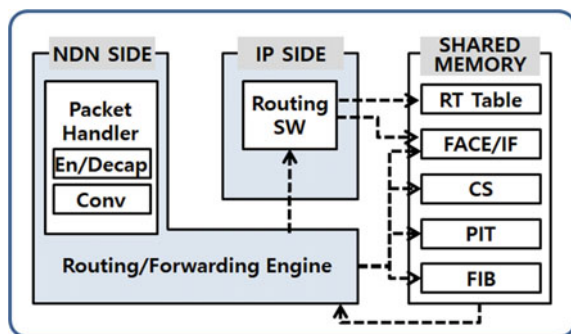 NDN SIDE
Packet
Handler
En/Decap
Conv
Routing/Forwarding Engine
IP SIDE
Routing
SW
SHARED
MEMORY
RT Table
FACE/IF
CS
PIT
FIB